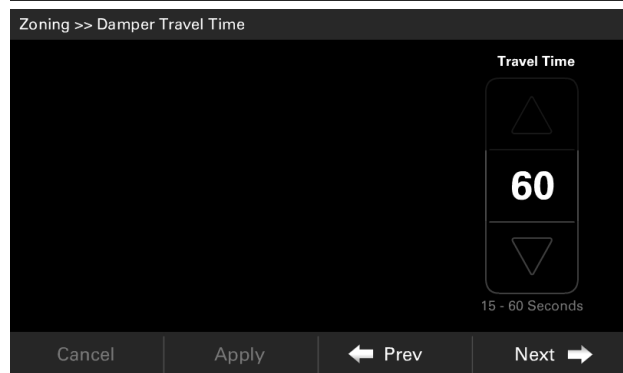 Zoning >> Damper Travel Time
Travel Time
60
15 - 60 Seconds
Cancel Apply Prev Next